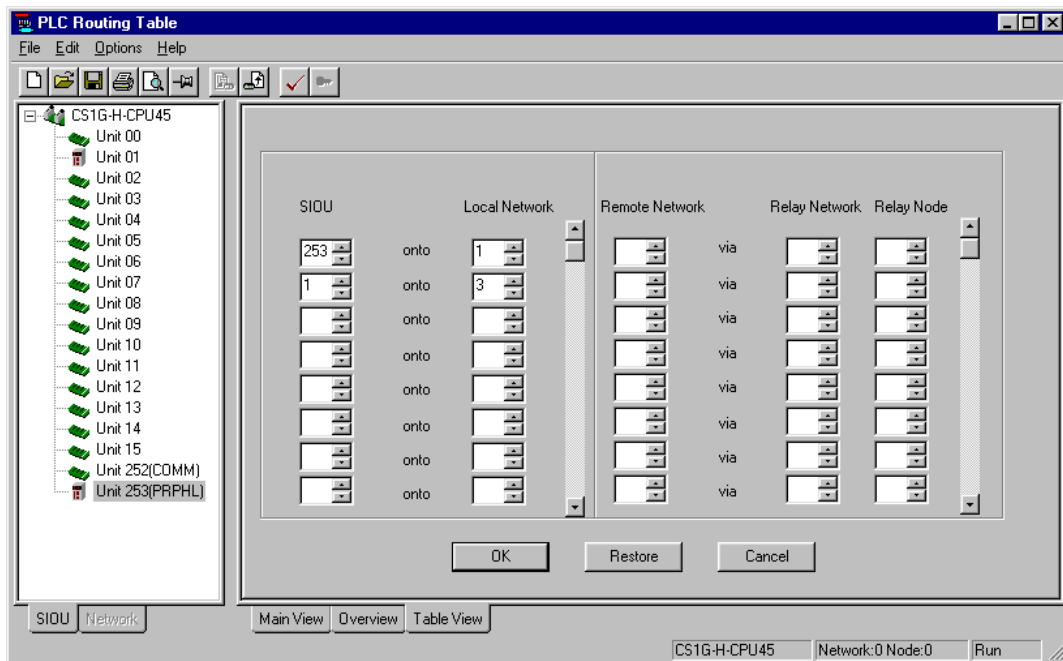 PLC Routing Table
File Edit Options Help
CS1G-H-CPU45
Unit 00
Unit 01
Unit 02
Unit 03
Unit 04
Unit 05
Unit 06
Unit 07
Unit 08
Unit 09
Unit 10
Unit 11
Unit 12
Unit 13
Unit 14
Unit 15
Unit 252(COMM)
Unit 253(PRPHL)
SIOU Network
SIOU Local Network Remote Network Relay Network Relay Node
253 onto 1 via
1 onto 3 via
onto via
onto via
onto via
onto via
onto via
onto via
OK Restore Cancel
Main View Overview Table View
CS1G-H-CPU45 Network:0 Node:0 Run